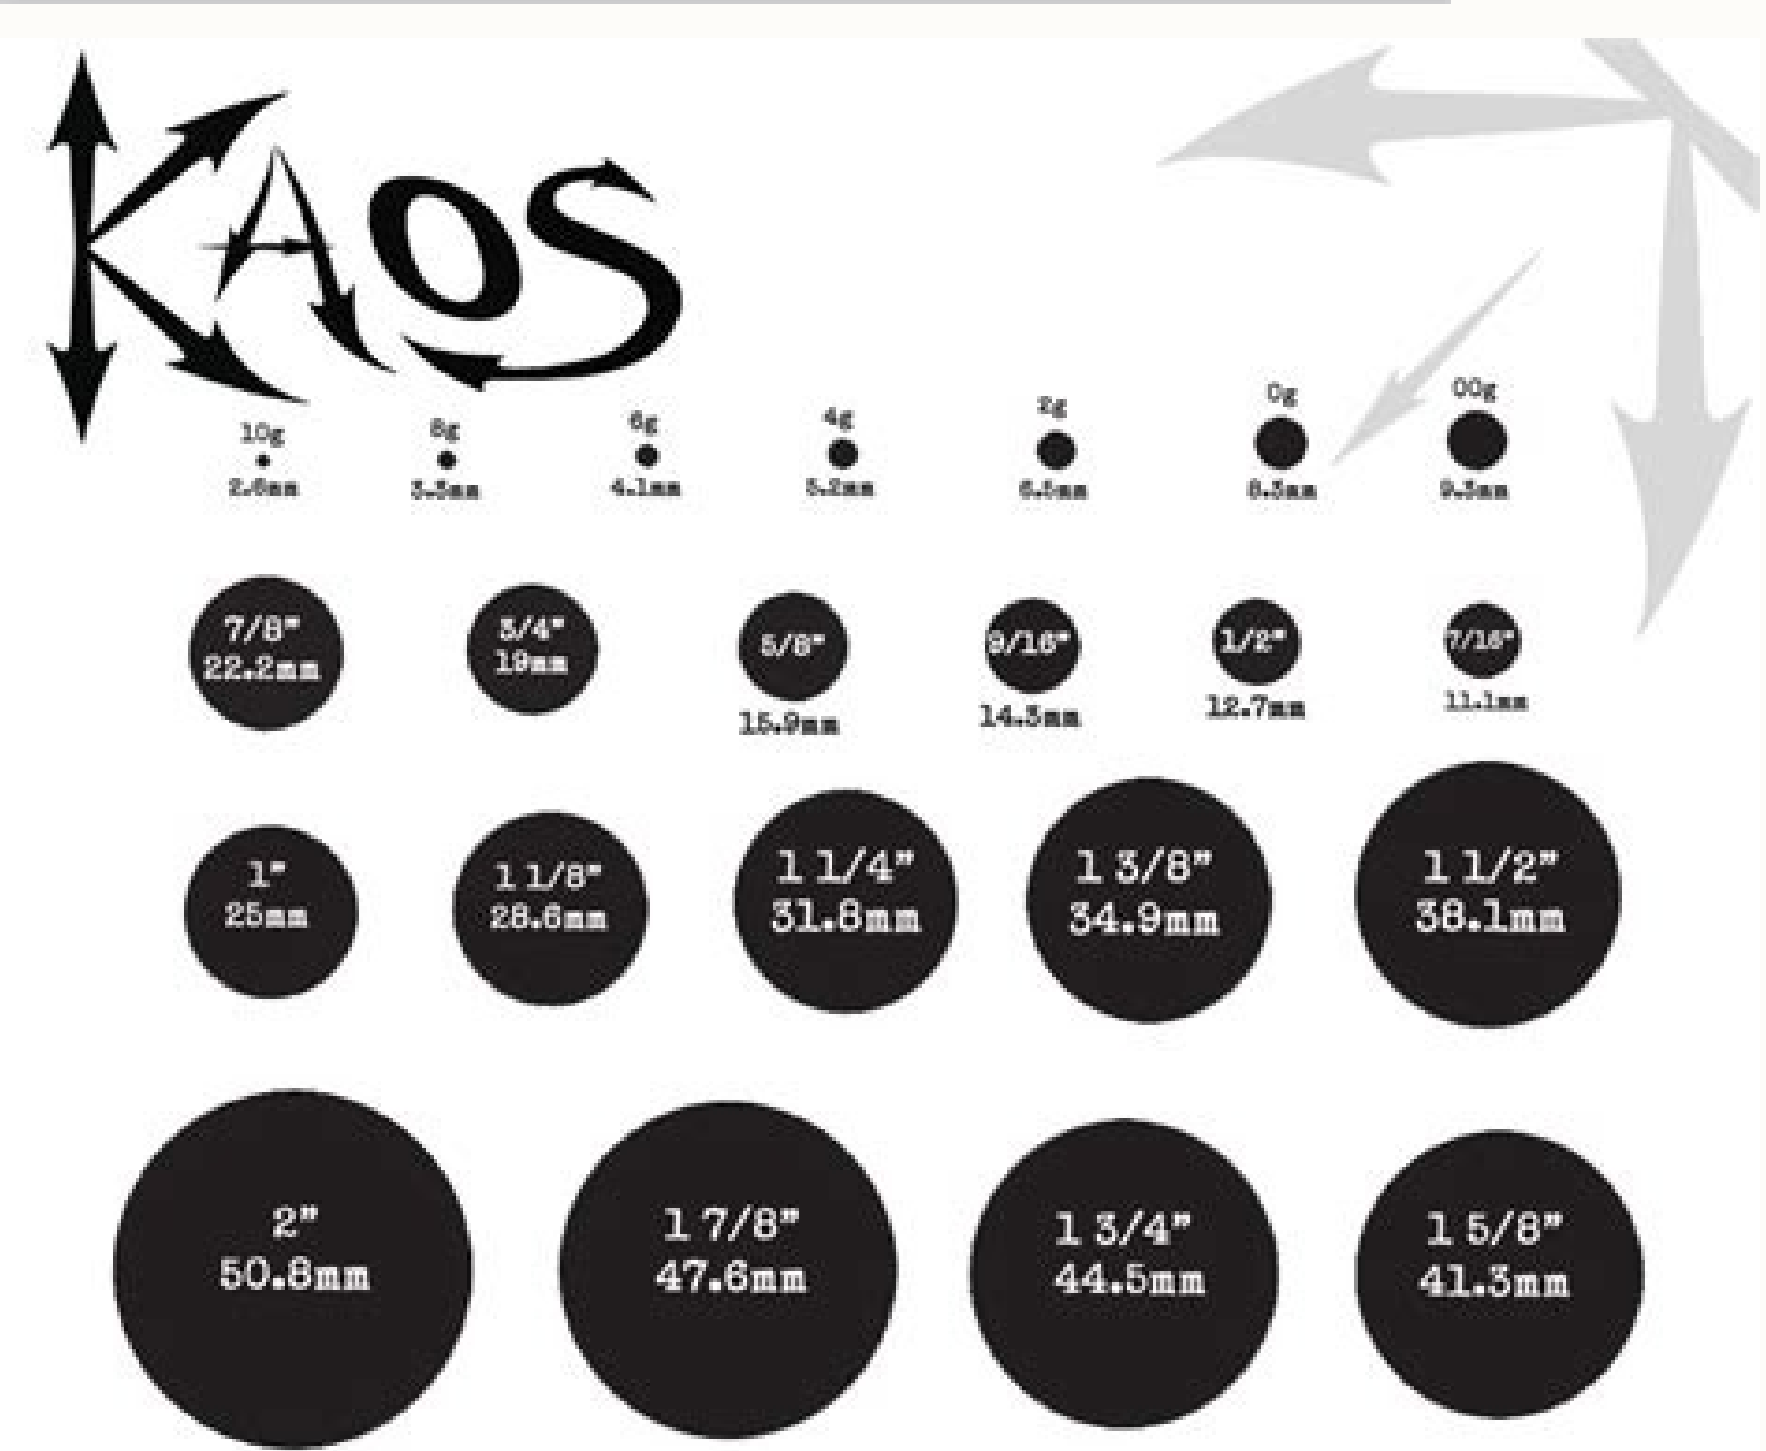 KAOS
10g 8g 6g 4g 2g 0g 00g
2.6mm 3.3mm 4.1mm 5.2mm 6.5mm 8.3mm 9.3mm
7/8” 3/4” 5/8” 9/16” 1/2” 7/16”
22.2mm 19mm 15.9mm 14.3mm 12.7mm 11.1mm
1” 1 1/8” 1 1/4” 1 3/8” 1 1/2”
25mm 28.6mm 31.8mm 34.9mm 38.1mm
2” 1 7/8” 1 3/4” 1 5/8”
50.8mm 47.6mm 44.5mm 41.3mm